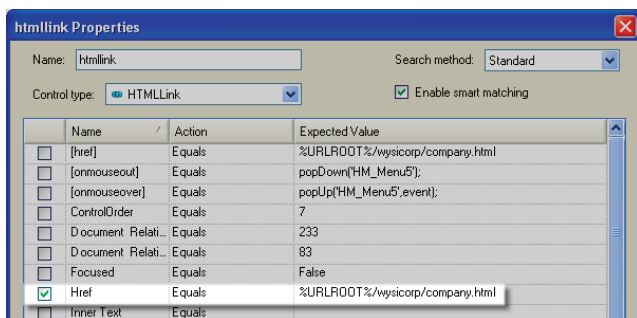 htmllink Properties
Name: htmllink Search method: Standard
Control type: HTMLLink Enable smart matching
Name Action Expected Value
[href] Equals %URLROOT%/wysicorp/company.html
[onmouseout] Equals popDown('HM_Menu5');
[onmouseover] Equals popUp('HM_Menu5',event);
ControlOrder Equals 7
Document Relati... Equals 233
Document Relati... Equals 83
Focused Equals False
Href Equals %URLROOT%/wysicorp/company.html
Inner Text Equals